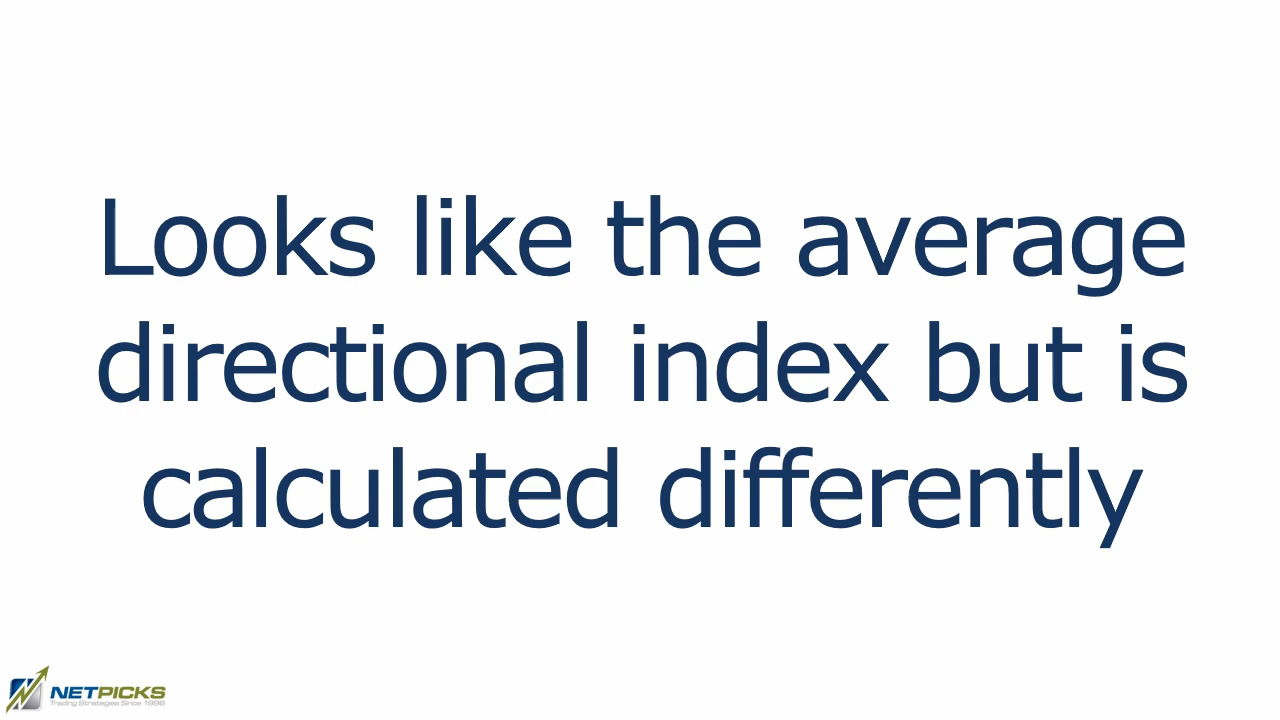 Looks like the average
directional index but is
calculated differently
NETPICKS
Trading Strategies Since 1996